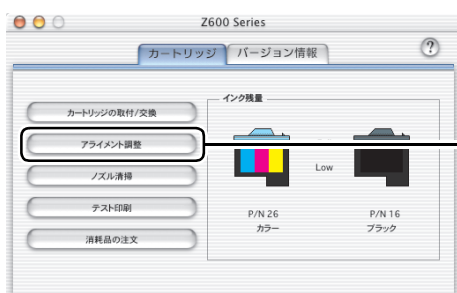 Z600 Series
カートリッジ
バージョン情報
?
カートリッジの取付/交換
アライメント調整
ノズル清掃
テスト印刷
消耗品の注文
インク残量
Low
P/N 26
カラー
P/N 16
ブラック